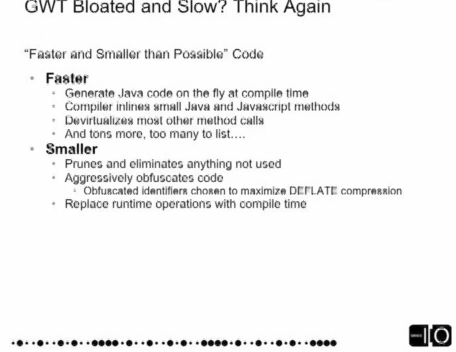 GWT Bloated and Slow? Think Again
“Faster and Smaller than Possible” Code
Faster
Generate Java code on the fly at compile time
Compiler inlines small Java and Javascript methods
Devirtualizes most other method calls
And tons more, too many to list....
Smaller
Prunes and eliminates anything not used
Aggressively obfuscates code
Obfuscated identifiers chosen to maximize DEFLATE compression
Replace runtime operations with compile time
IO